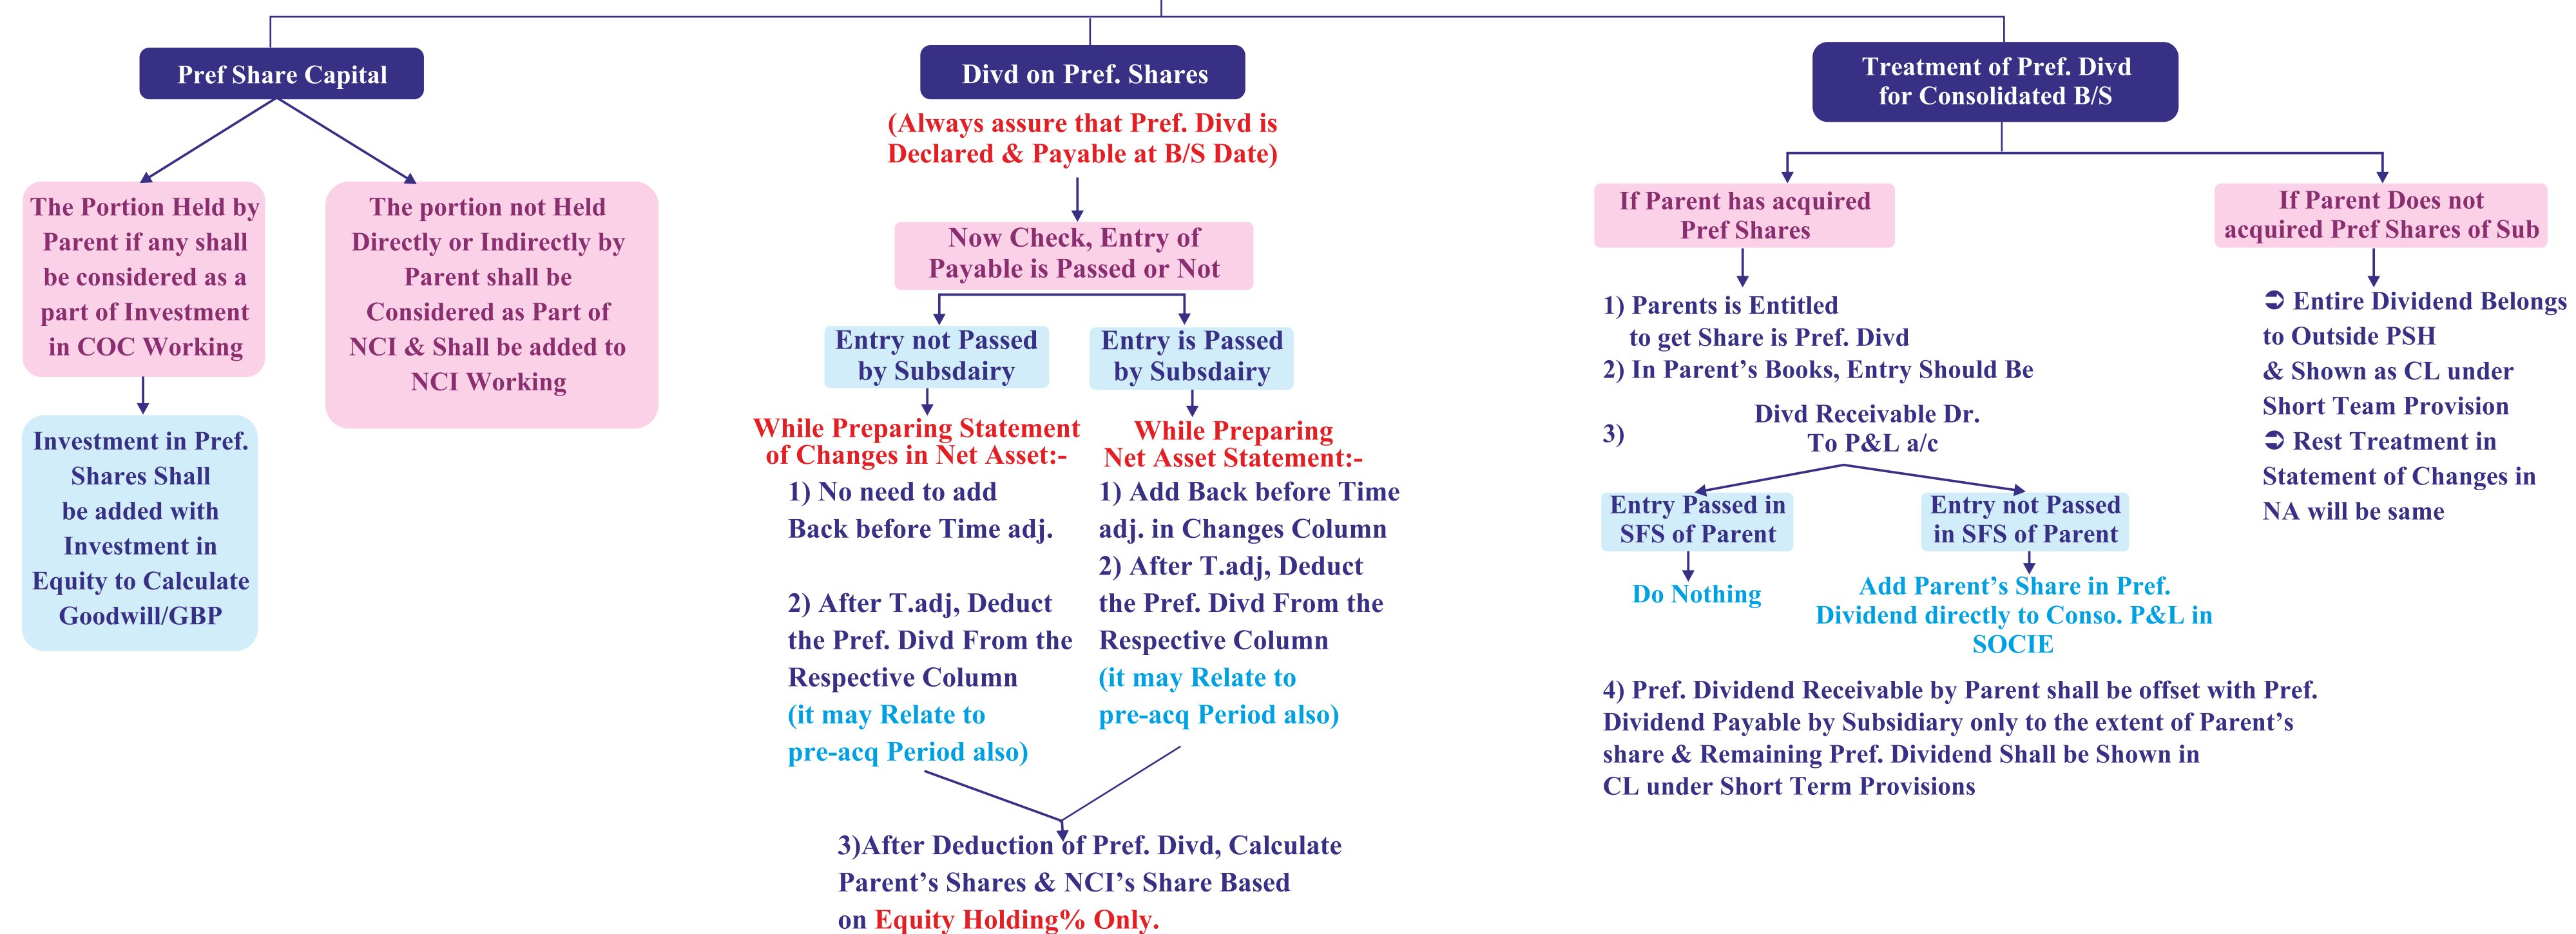 Pref Share Capital
The Portion Held by
Parent if any shall
be considered as a
part of Investment
in COC Working
Investment in Pref.
Shares Shall
be added with
Investment in
Equity to Calculate
Goodwill/GBP
The portion not Held
Directly or Indirectly by
Parent shall be
Considered as Part of
NCI & Shall be added to
NCI Working
Divd on Pref. Shares
(Always assure that Pref. Divd is
Declared & Payable at B/S Date)
Now Check, Entry of
Payable is Passed or Not
Entry not Passed
by Subsdairy
While Preparing Statement
of Changes in Net Asset:-
1) No need to add
Back before Time adj.
2) After T.adj, Deduct
the Pref. Divd From the
Respective Column
(it may Relate to
pre-acq Period also)
Entry is Passed
by Subsdairy
While Preparing
Net Asset Statement:-
1) Add Back before Time
adj. in Changes Column
2) After T.adj, Deduct
the Pref. Divd From the
Respective Column
(it may Relate to
pre-acq Period also)
3)After Deduction of Pref. Divd, Calculate
Parent’s Shares & NCI’s Share Based
on Equity Holding% Only.
Treatment of Pref. Divd
for Consolidated B/S
If Parent has acquired
Pref Shares
1) Parents is Entitled
to get Share is Pref. Divd
2) In Parent’s Books, Entry Should Be
3)
Divd Receivable Dr.
To P&L a/c
Entry Passed in
SFS of Parent
Do Nothing
Entry not Passed
in SFS of Parent
Add Parent’s Share in Pref.
Dividend directly to Conso. P&L in
SOCIE
4) Pref. Dividend Receivable by Parent shall be offset with Pref.
Dividend Payable by Subsidiary only to the extent of Parent’s
share & Remaining Pref. Dividend Shall be Shown in
CL under Short Term Provisions
If Parent Does not
acquired Pref Shares of Sub
➲ Entire Dividend Belongs
to Outside PSH
& Shown as CL under
Short Team Provision
➲ Rest Treatment in
Statement of Changes in
NA will be same